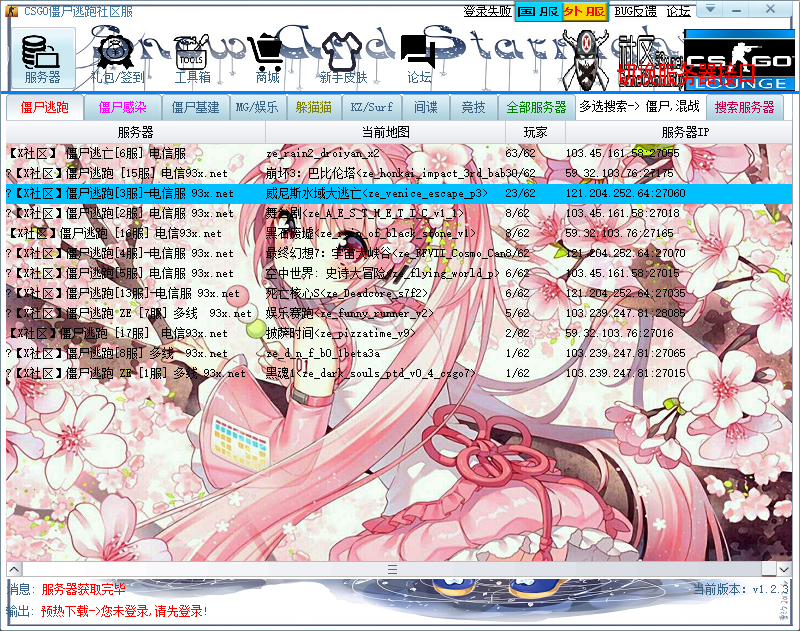 CSGO僵尸逃跑社区服
登录失败 国服 外服 BUG反馈 论坛
Snow And Starry
服务器 礼包/签到 工具箱 商城 新手皮肤 论坛
TOOLS
社区
CS:GO
LOUNGE
切换服务器接口
僵尸逃跑 僵尸感染 僵尸基建 MG/娱乐 躲猫猫 KZ/Surf 间谍 竞技 全部服务器 多选搜索-> 僵尸,混战 搜索服务器
服务器 当前地图 玩家 服务器IP
【X社区】 僵尸逃亡[6服] 电信服 ze_rain2_droiyan_x2 63/62 103.45.161.58:27055
?【X社区】僵尸逃跑 [15服] 电信93x.net 崩坏3: 巴比伦塔<ze_honkai_impact_3rd_bab 30/62 59.32.103.76:27175
?【X社区】僵尸逃跑[3服]-电信服 93x.net 威尼斯水域大逃亡<ze_venice_escape_p3> 23/62 121.204.252.64:27060
?【X社区】僵尸逃跑[2服] 电信服 93x.net 8/62 103.45.161.58:27018
【X社区】僵尸逃跑 [16服] 电信93x.net 8/62 59.32.103.76:27165
?【X社区】僵尸逃跑[4服]-电信服 93x.net 最终幻想7: 宇宙大峡谷<ze_FFVII_Cosmo_Can 8/62 121.204.252.64:27070
?【X社区】僵尸逃跑[5服] 电信服 93x.net 空中世界: 史诗大冒险<ze_flying_world_p> 6/62 103.45.161.58:27015
?【X社区】僵尸逃跑[13服]-电信服 93x.net 死亡核心S<ze_Deadcore_s7f2> 6/62 121.204.252.64:27035
?【X社区】僵尸逃跑 ZE [7服] 多线 93x.net 娱乐赛跑<ze_funny_runner_v2> 5/62 103.239.247.81:28085
【X社区】僵尸逃跑 [17服] 电信93x.net 披萨时间<ze_pizzatime_v9> 2/62 59.32.103.76:27016
?【X社区】僵尸逃跑[8服] 多线 -93x.net ze_d_n_f_b0_1beta3a 1/62 103.239.247.81:27065
?【X社区】僵尸逃跑 ZE [1服] 多线 93x.net 黑魂1<ze_dark_souls_ptd_v0_4_csgo7> 1/62 103.239.247.81:27015
消息: 服务器获取完毕 当前版本: v1.2.3
输出: 预热下载->您未登录,请先登录!